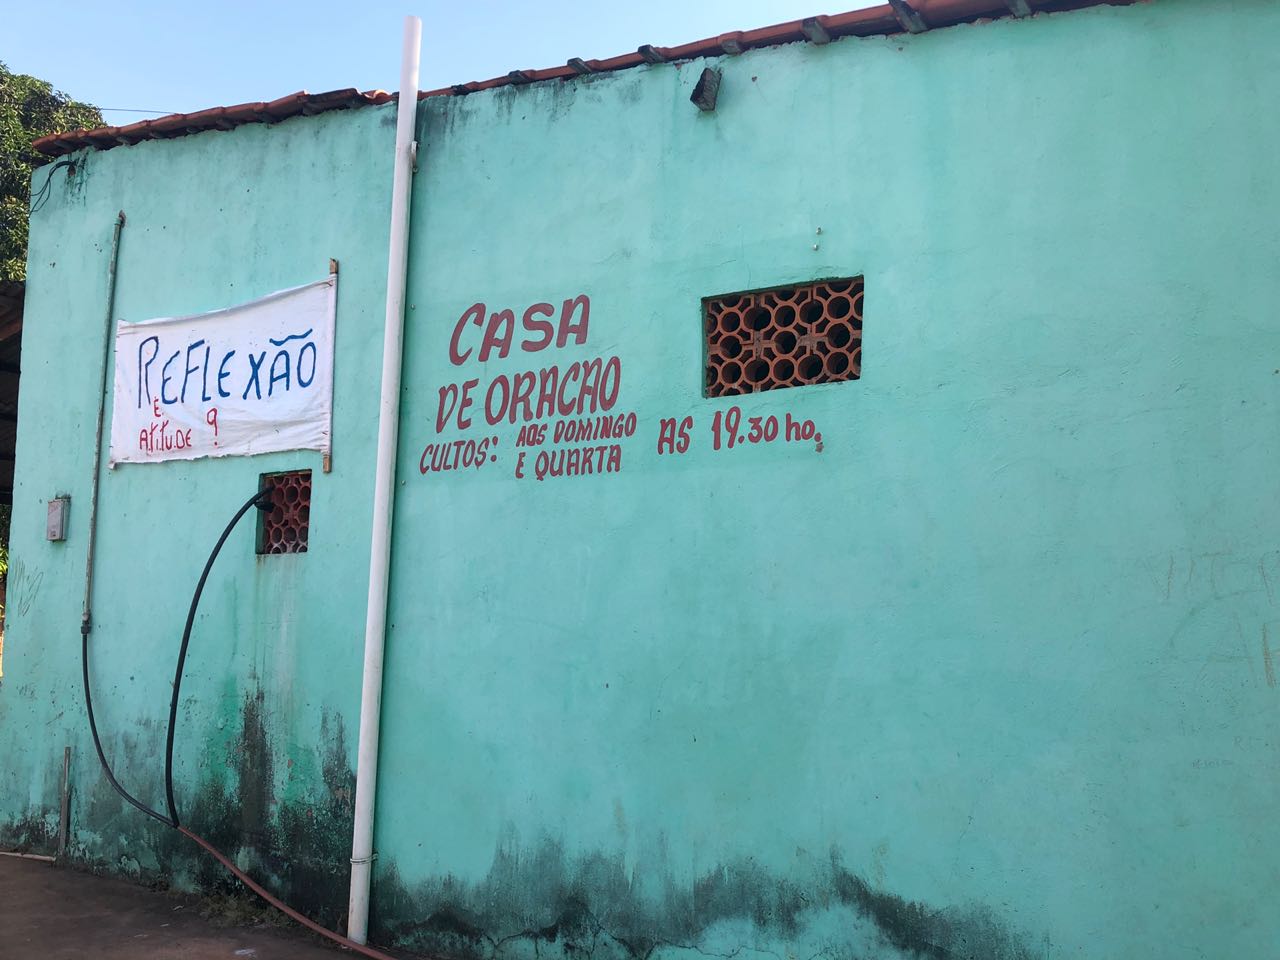 REFLEXÃO
E
ATITUDE ?
CASA
DE ORACAO
CULTOS: AOS DOMINGO
E QUARTA
AS 19.30 ho.